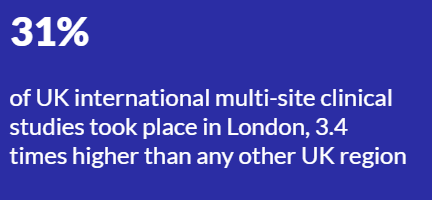 31%
of UK international multi-site clinical
studies took place in London, 3.4
times higher than any other UK region